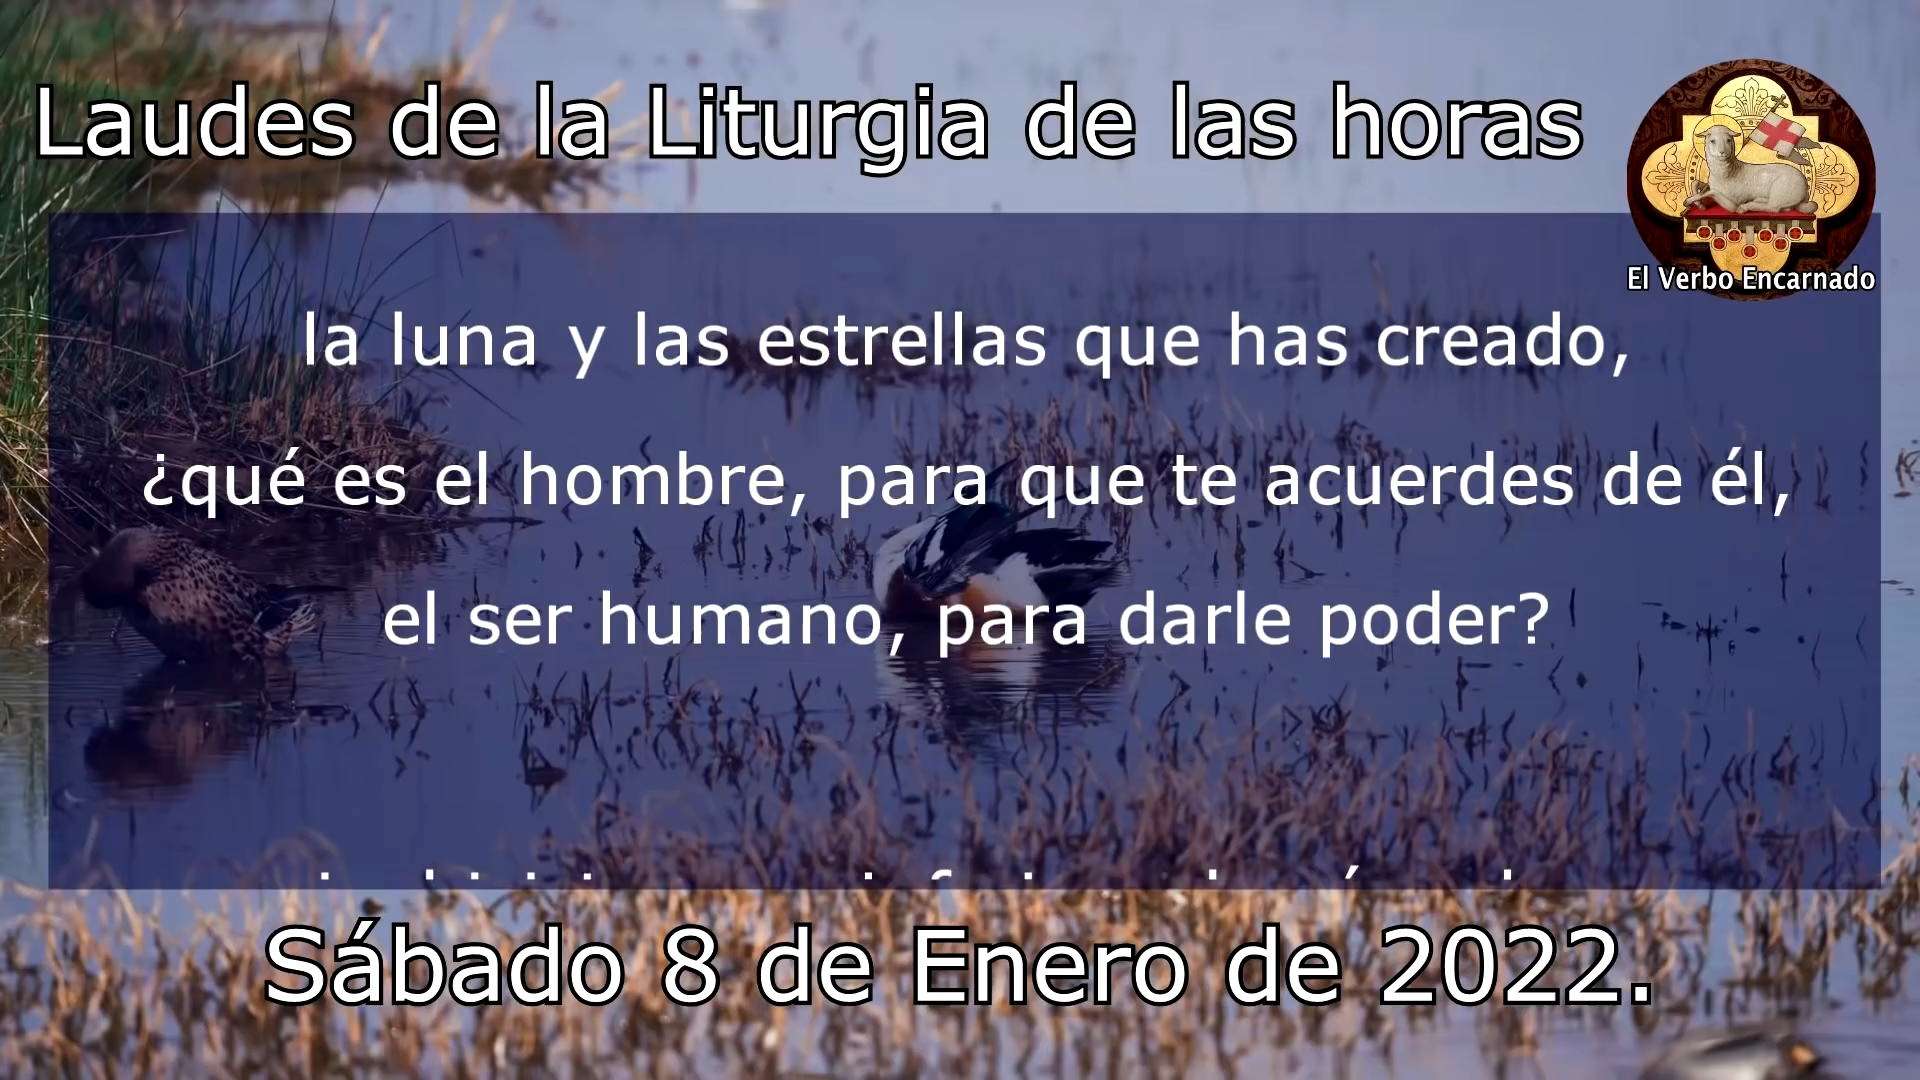 Laudes de la Liturgia de las horas
El Verbo Encarnado
la luna y las estrellas que has creado,
¿qué es el hombre, para que te acuerdes de él,
el ser humano, para darle poder?
Sábado 8 de Enero de 2022.